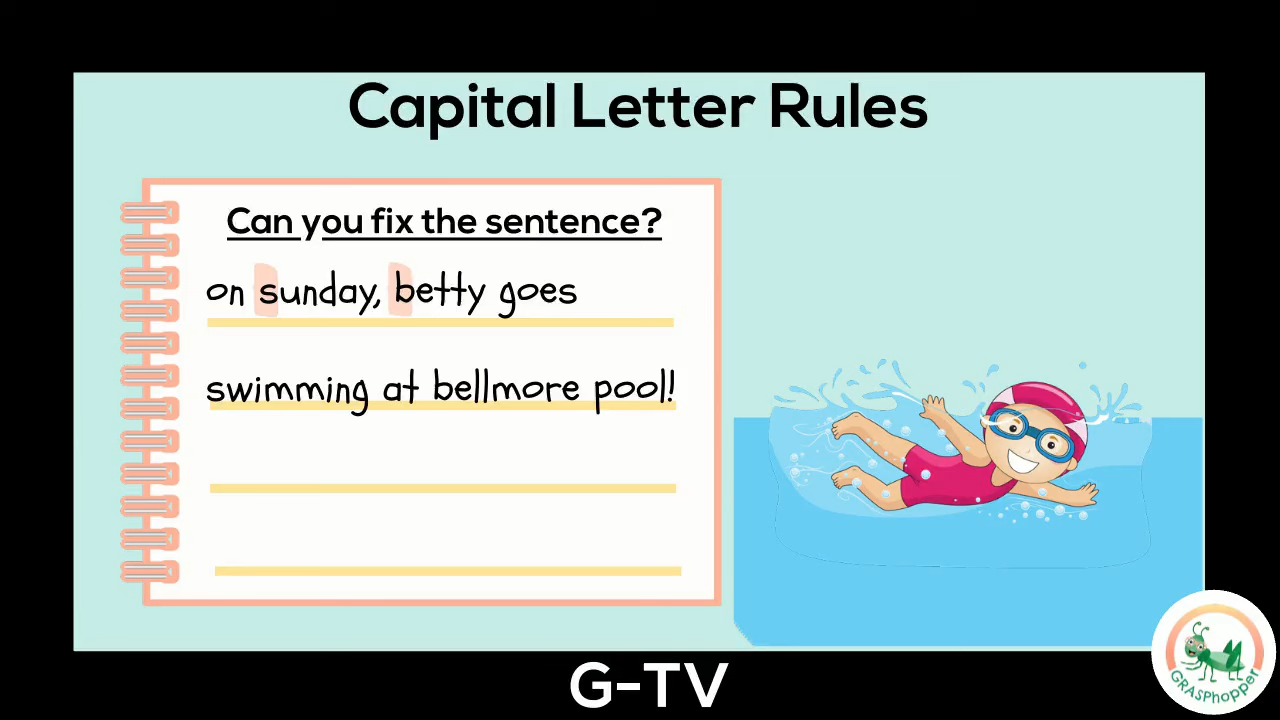 Capital Letter Rules
Can you fix the sentence?
on sunday, betty goes
swimming at bellmore pool!
G-TV
GRASPhopper